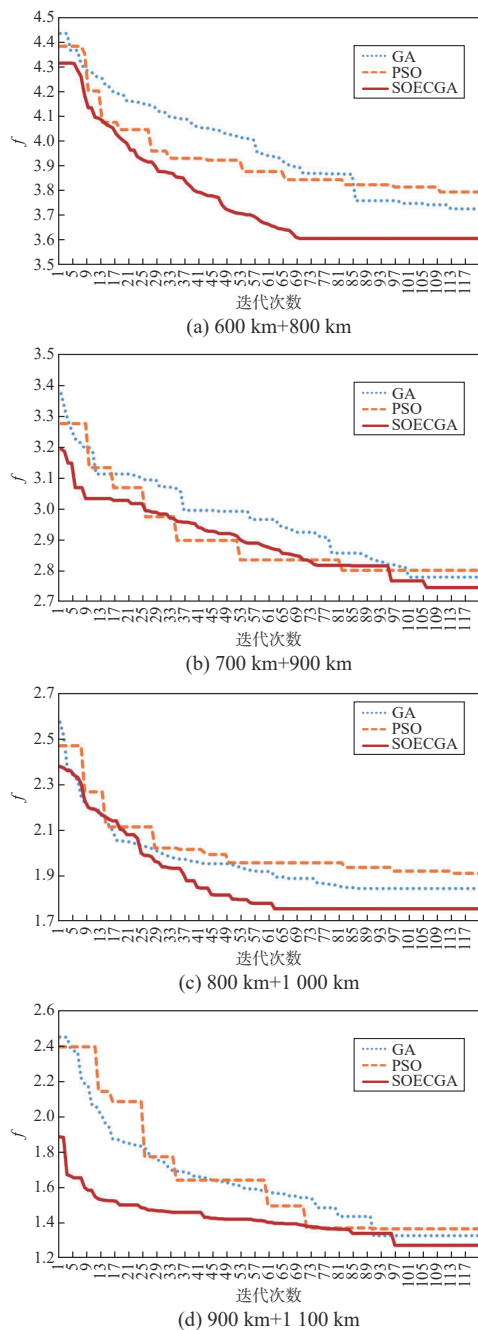 4.5
4.4
4.3
4.2
4.1
4.0
3.9
3.8
3.7
3.6
3.5
f
GA
PSO
SOECGA
1 5 9 13 17 21 25 29 33 37 41 45 49 53 57 61 65 69 73 77 81 85 89 93 97 101 105 109 113 117
迭代次数
(a) 600 km+800 km
3.5
3.4
3.3
3.2
3.1
3.0
2.9
2.8
2.7
f
GA
PSO
SOECGA
1 5 9 13 17 21 25 29 33 37 41 45 49 53 57 61 65 69 73 77 81 85 89 93 97 101 105 109 113 117
迭代次数
(b) 700 km+900 km
2.7
2.5
2.3
2.1
1.9
1.7
f
GA
PSO
SOECGA
1 5 9 13 17 21 25 29 33 37 41 45 49 53 57 61 65 69 73 77 81 85 89 93 97 101 105 109 113 117
迭代次数
(c) 800 km+1 000 km
2.6
2.4
2.2
2.0
1.8
1.6
1.4
1.2
f
GA
PSO
SOECGA
1 5 9 13 17 21 25 29 33 37 41 45 49 53 57 61 65 69 73 77 81 85 89 93 97 101 105 109 113 117
迭代次数
(d) 900 km+1 100 km